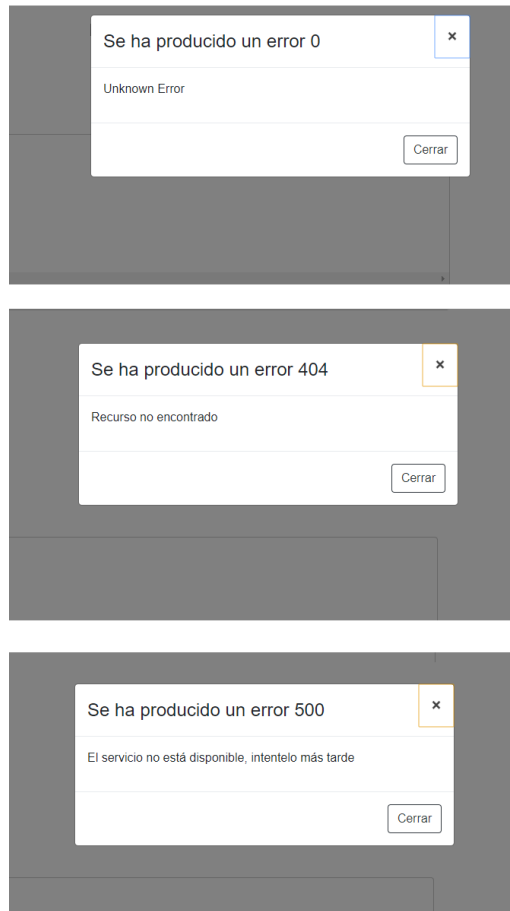 Se ha producido un error 0
×
Unknown Error
Cerrar
Se ha producido un error 404
×
Recurso no encontrado
Cerrar
Se ha producido un error 500
×
El servicio no está disponible, intentelo más tarde
Cerrar